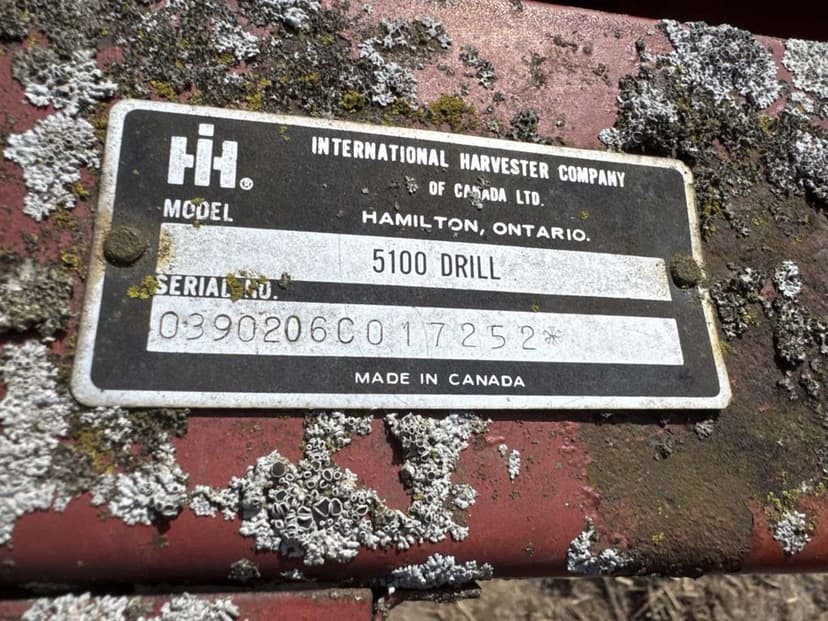 IH®
INTERNATIONAL HARVESTER COMPANY
OF CANADA LTD.
HAMILTON, ONTARIO.
MODEL
5100 DRILL
SERIAL NO.
0390206C017252*
MADE IN CANADA